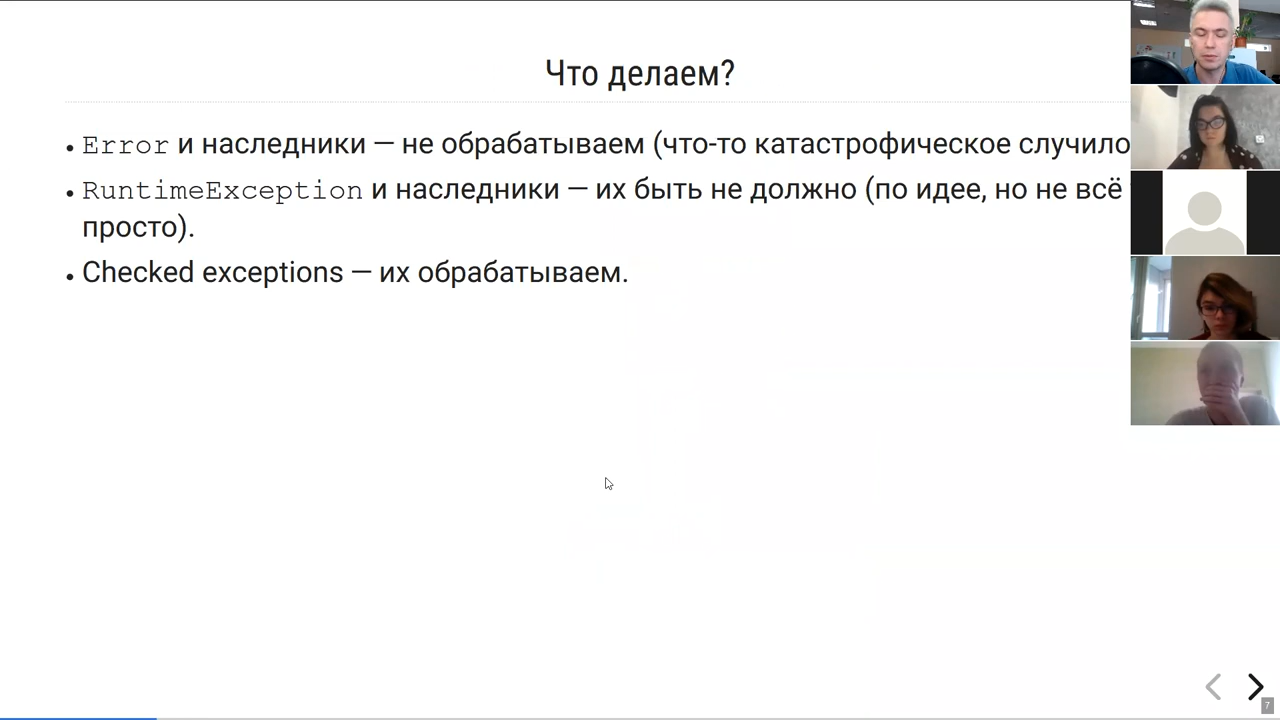 Что делаем?
Error и наследники — не обрабатываем (что-то катастрофическое случило
RuntimeException и наследники — их быть не должно (по идее, но не всё
просто).
Checked exceptions — их обрабатываем.
7